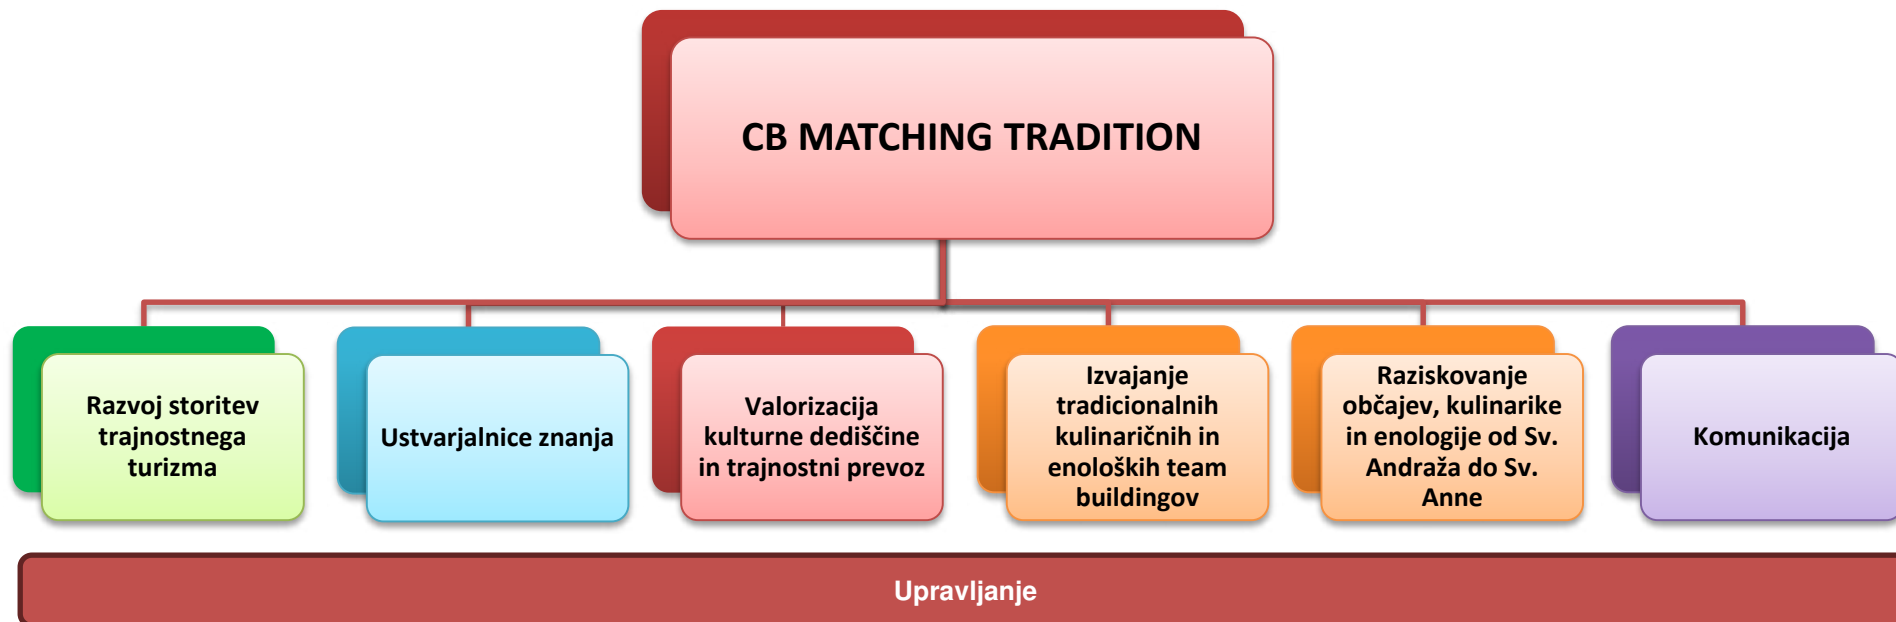 CB MATCHING TRADITION
Razvoj storitev
trajnostnega
turizma
Ustvarjalnice znanja
Valorizacija
kulturne dediščine
in trajnostni prevoz
Izvajanje
tradicionalnih
kulinaričnih in
enoloških team
buildingov
Raziskovanje
občajev, kulinarike
in enologije od Sv.
Andraža do Sv.
Anne
Komunikacija
Upravljanje